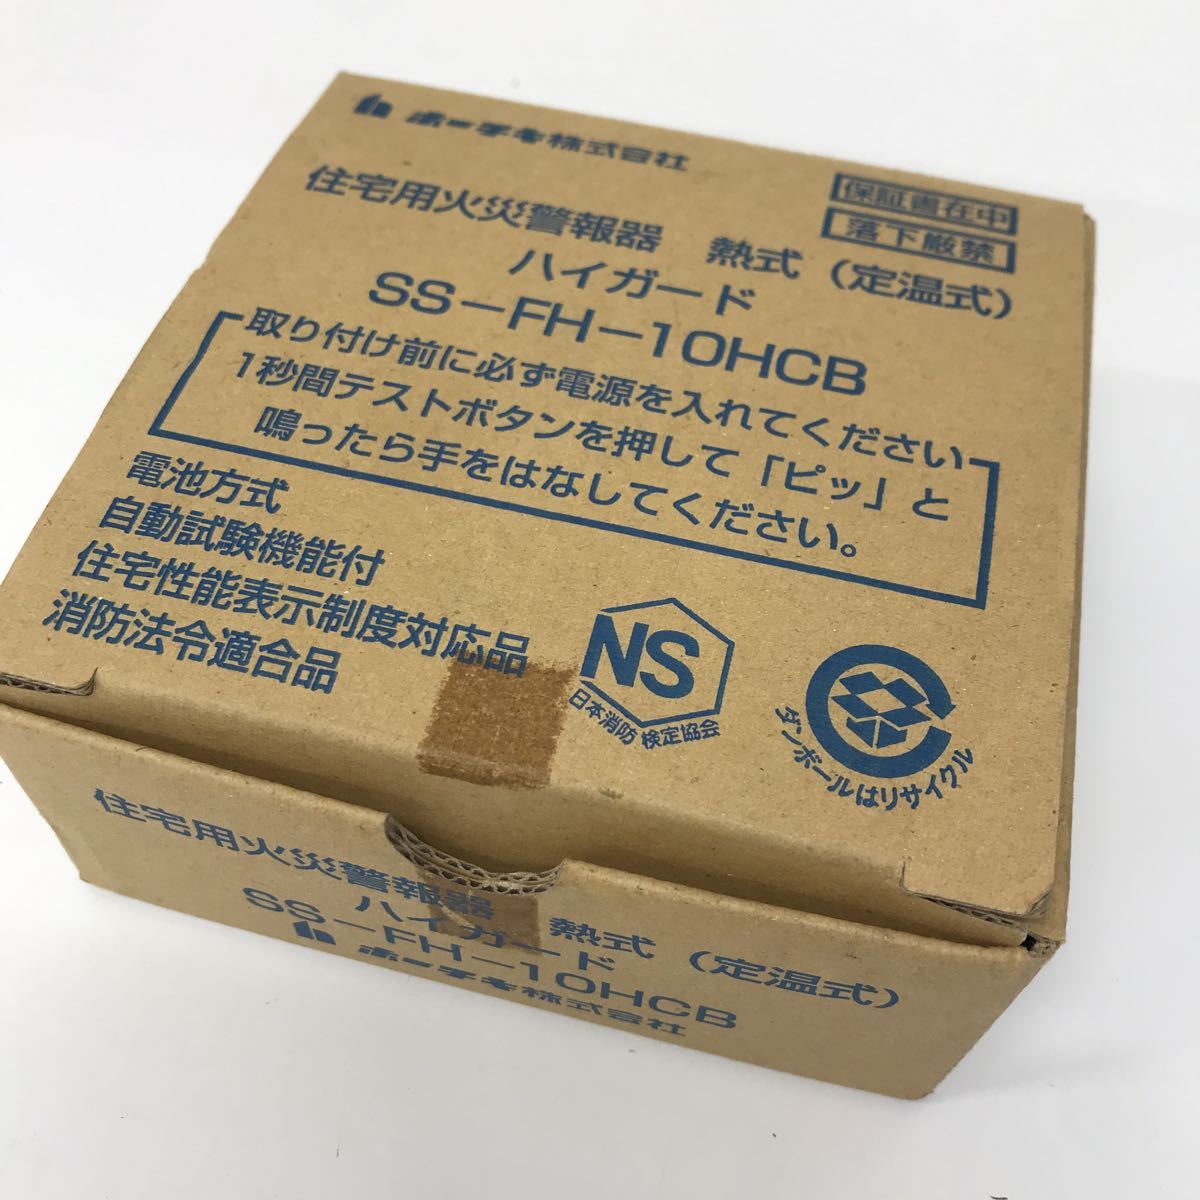 ホーチキ株式会社
保証書在中
落下厳禁
住宅用火災警報器 熱式（定温式）
ハイガード
SS－FH－10HCB
取り付け前に必ず電源を入れてください
1秒間テストボタンを押して「ピッ」と
鳴ったら手をはなしてください。
電池方式
自動試験機能付
住宅性能表示制度対応品
消防法令適合品
NS
日本消防検定協会
ダンボールはリサイクル
住宅用火災警報器 熱式（定温式）
ハイガード
SS－FH－10HCB
ホーチキ株式会社